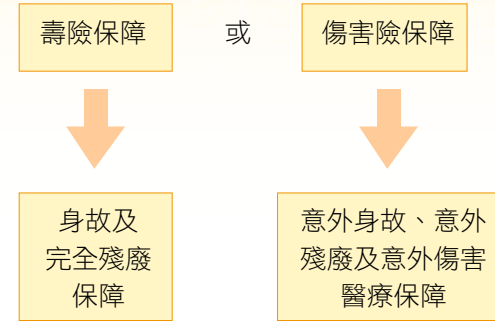 壽險保障
或
傷害險保障
身故及
完全殘廢
保障
意外身故、意外
殘廢及意外傷害
醫療保障